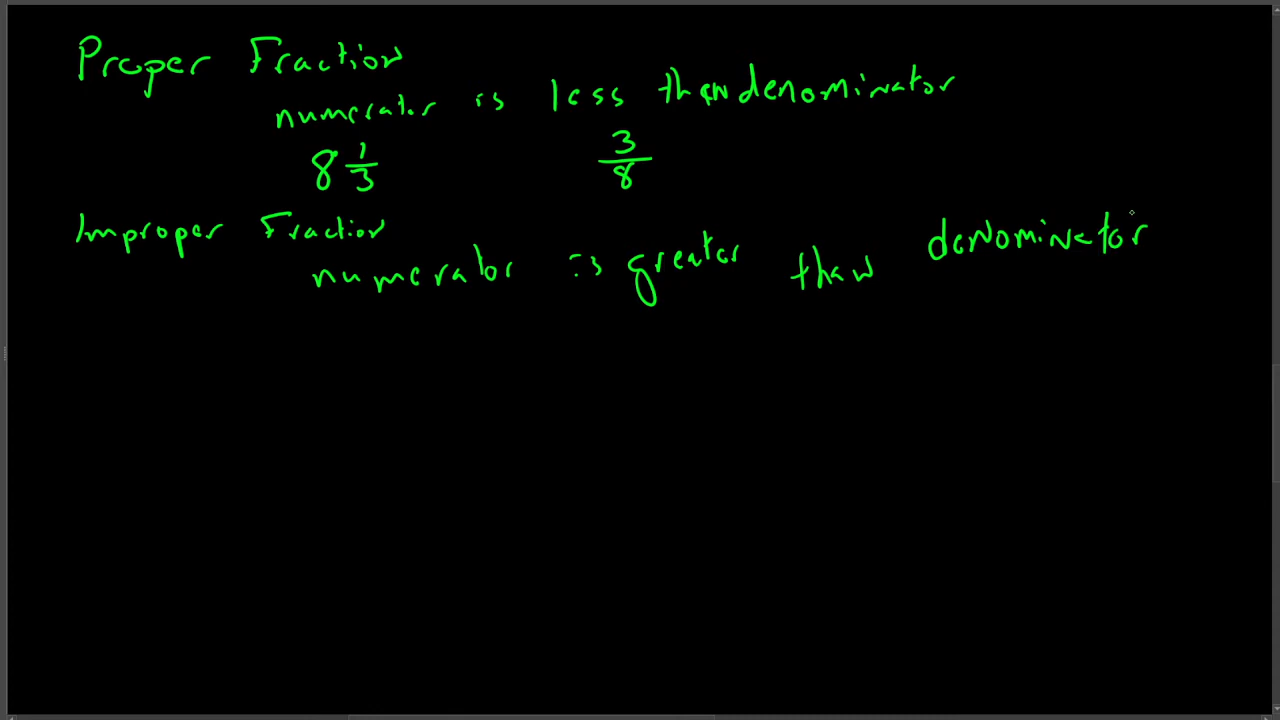 Proper Fraction
numerator is less than denominator
8 1/3 3/8
Improper Fraction
numerator is greater than denominator